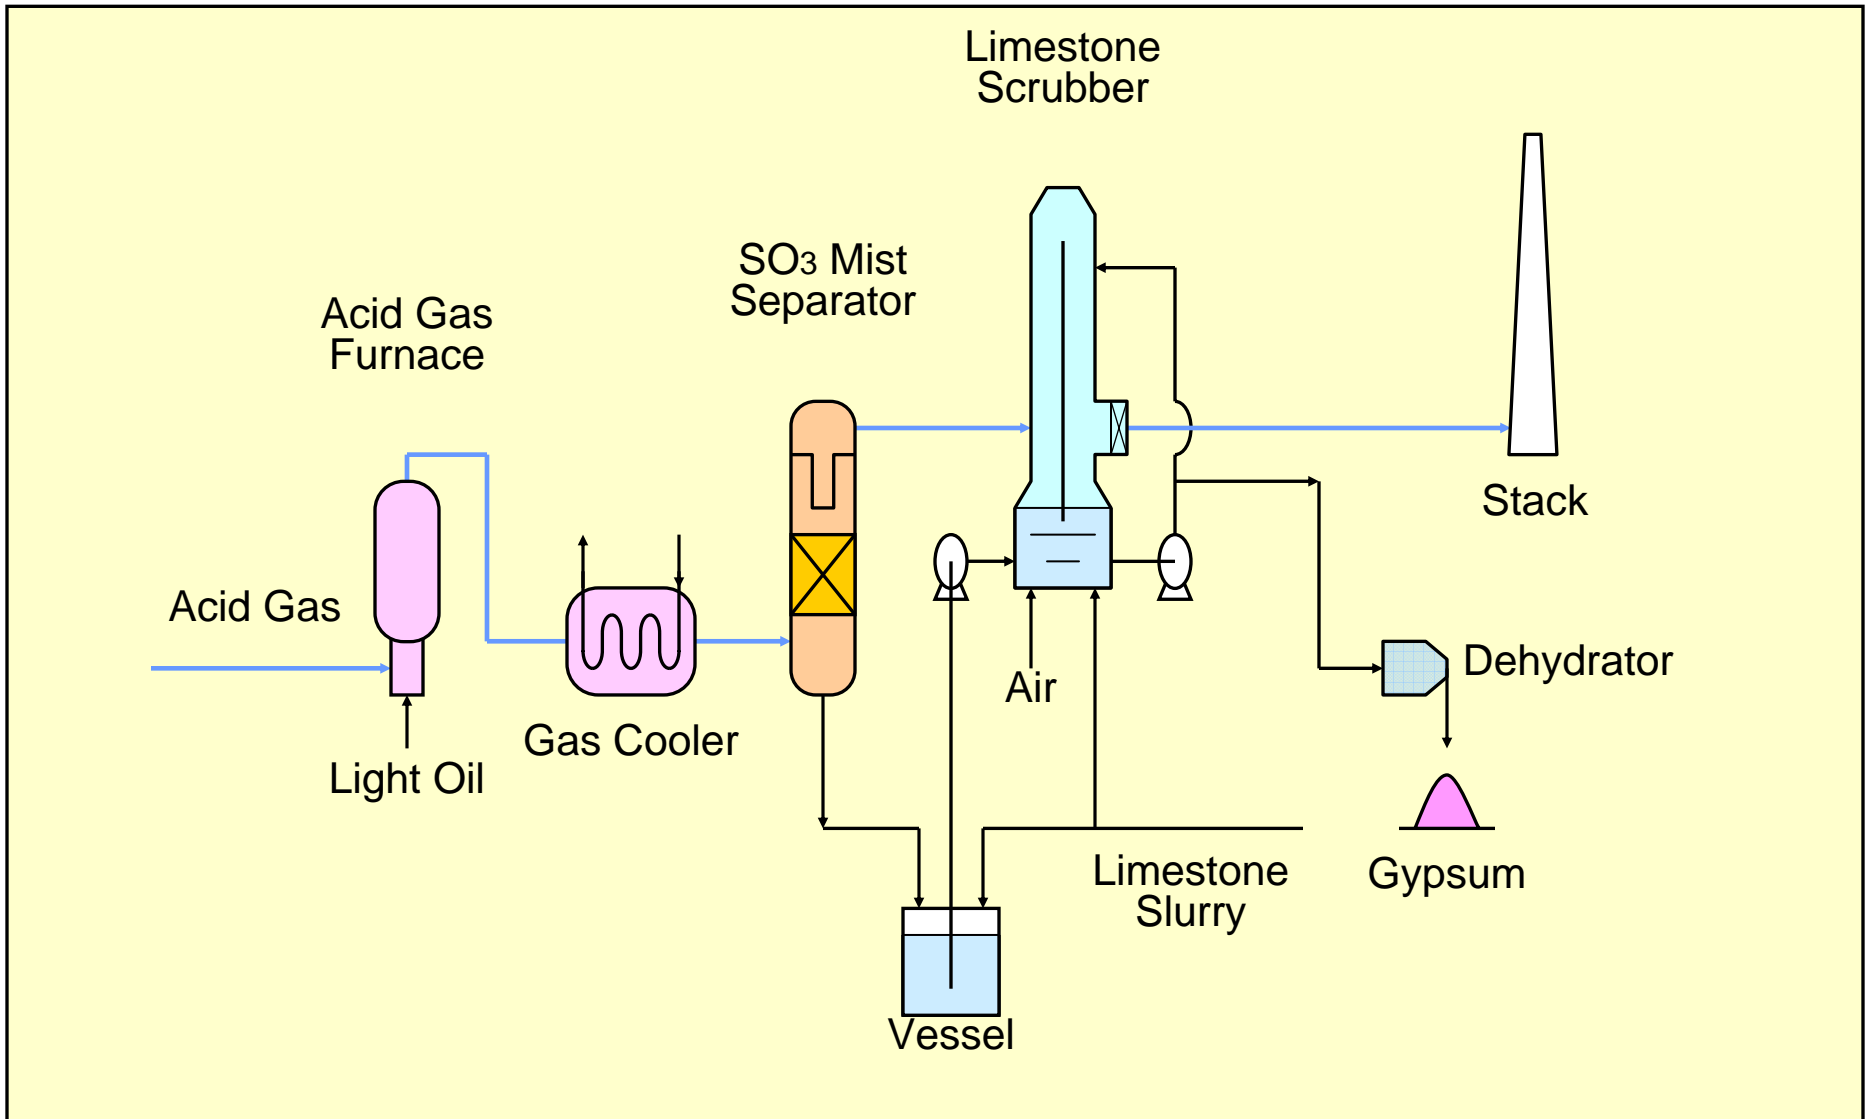 Limestone
Scrubber
SO3 Mist
Separator
Acid Gas
Furnace
Stack
Acid Gas
Dehydrator
Air
Gas Cooler
Light Oil
Limestone
Slurry
Gypsum
Vessel